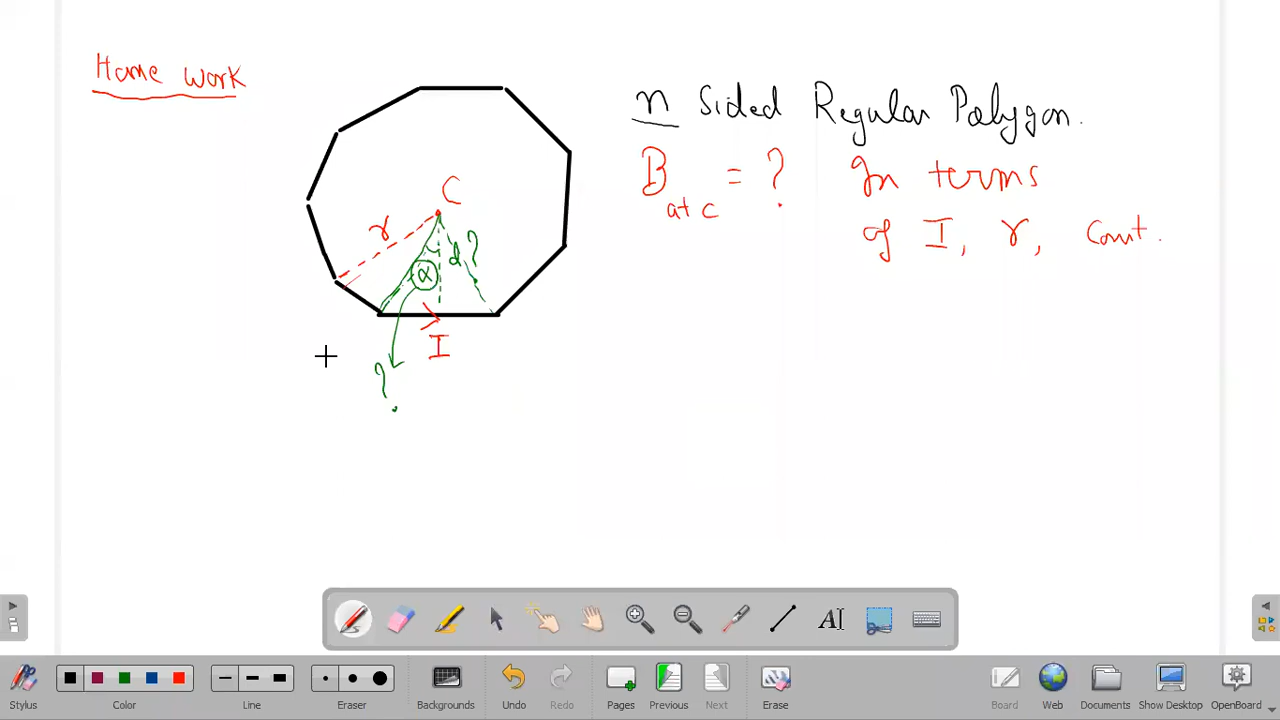 Home Work
n Sided Regular Polygon.
B at c = ? In terms
of I, r, Const.
C
r
d ?
α
I
?
Stylus
Color
Line
Eraser
Backgrounds
Undo
Redo
Pages
Previous
Next
Erase
Board
Web
Documents
Show Desktop
OpenBoard